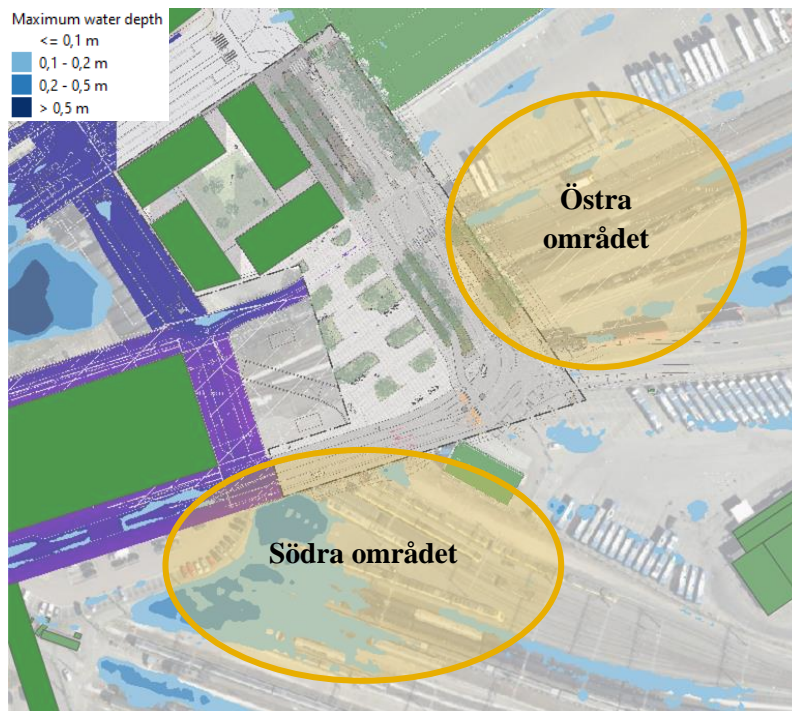 Maximum water depth
<= 0,1 m
0,1 - 0,2 m
0,2 - 0,5 m
> 0,5 m
Östra
området
Södra området